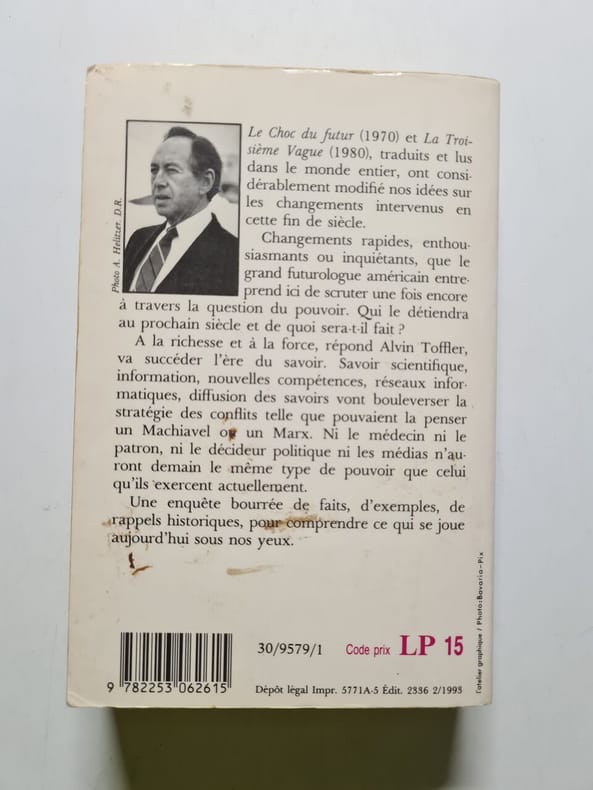 Le Choc du futur (1970) et La Troi-
sième Vague (1980), traduits et lus
dans le monde entier, ont consi-
dérablement modifié nos idées sur
les changements intervenus en
cette fin de siècle.
Changements rapides, enthou-
siasmants ou inquiétants, que le
grand futurologue américain entre-
prend ici de scruter une fois encore
à travers la question du pouvoir. Qui le détiendra
au prochain siècle et de quoi sera-t-il fait ?
A la richesse et à la force, répond Alvin Toffler,
va succéder l'ère du savoir. Savoir scientifique,
information, nouvelles compétences, réseaux infor-
matiques, diffusion des savoirs vont bouleverser la
stratégie des conflits telle que pouvaient la penser
un Machiavel ou un Marx. Ni le médecin ni le
patron, ni le décideur politique ni les médias n'au-
ront demain le même type de pouvoir que celui
qu'ils exercent actuellement.
Une enquête bourrée de faits, d'exemples, de
rappels historiques, pour comprendre ce qui se joue
aujourd'hui sous nos yeux.
Photo A. Helitzer. D.R.
l'atelier graphique / Photo:Bavaria-Pix
30/9579/1 Code prix LP 15
9 782253 062615
Dépôt légal Impr. 5771A-5 Édit. 2336 2/1993